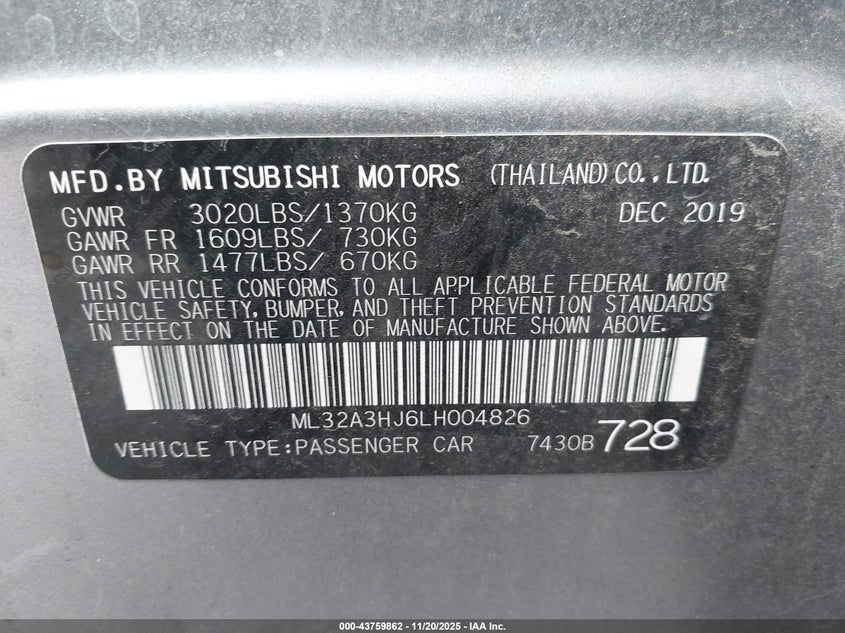 MFD.BY MITSUBISHI MOTORS (THAILAND) CO.,LTD.
GVWR 3020LBS/1370KG DEC 2019
GAWR FR 1609LBS/ 730KG
GAWR RR 1477LBS/ 670KG
THIS VEHICLE CONFORMS TO ALL APPLICABLE FEDERAL MOTOR
VEHICLE SAFETY, BUMPER, AND THEFT PREVENTION STANDARDS
IN EFFECT ON THE DATE OF MANUFACTURE SHOWN ABOVE.
ML32A3HJ6LH004826
VEHICLE TYPE:PASSENGER CAR 7430B 728
000-43759862 - 11/20/2025 - IAA Inc.